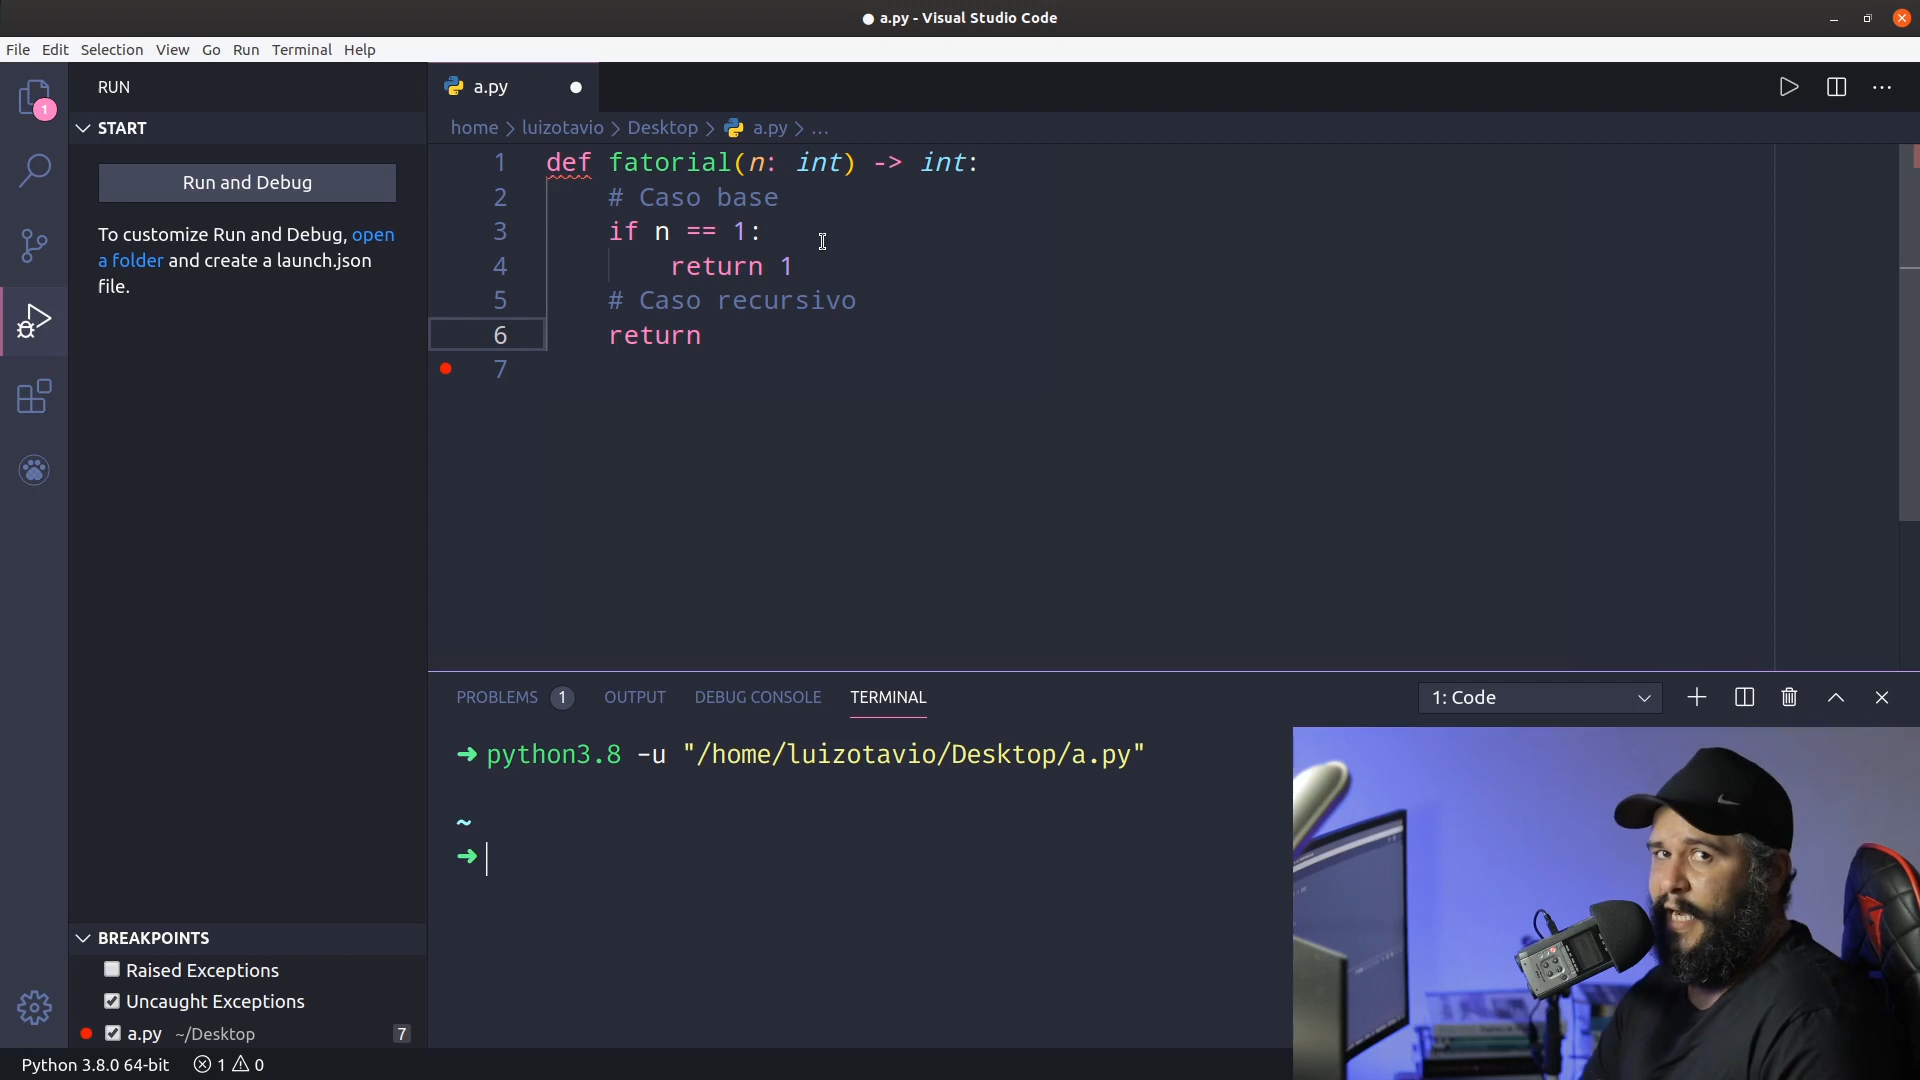 a.py - Visual Studio Code
File Edit Selection View Go Run Terminal Help
1
RUN
START
Run and Debug
To customize Run and Debug, open
a folder and create a launch.json
file.
a.py
home > luizotavio > Desktop > a.py > ...
1 def fatorial(n: int) -> int:
2 # Caso base
3 if n == 1:
4 return 1
5 # Caso recursivo
6 return
7
PROBLEMS 1 OUTPUT DEBUG CONSOLE TERMINAL 1: Code
➜ python3.8 -u "/home/luizotavio/Desktop/a.py"
~
➜
BREAKPOINTS
Raised Exceptions
Uncaught Exceptions
a.py ~/Desktop 7
Python 3.8.0 64-bit 1 0